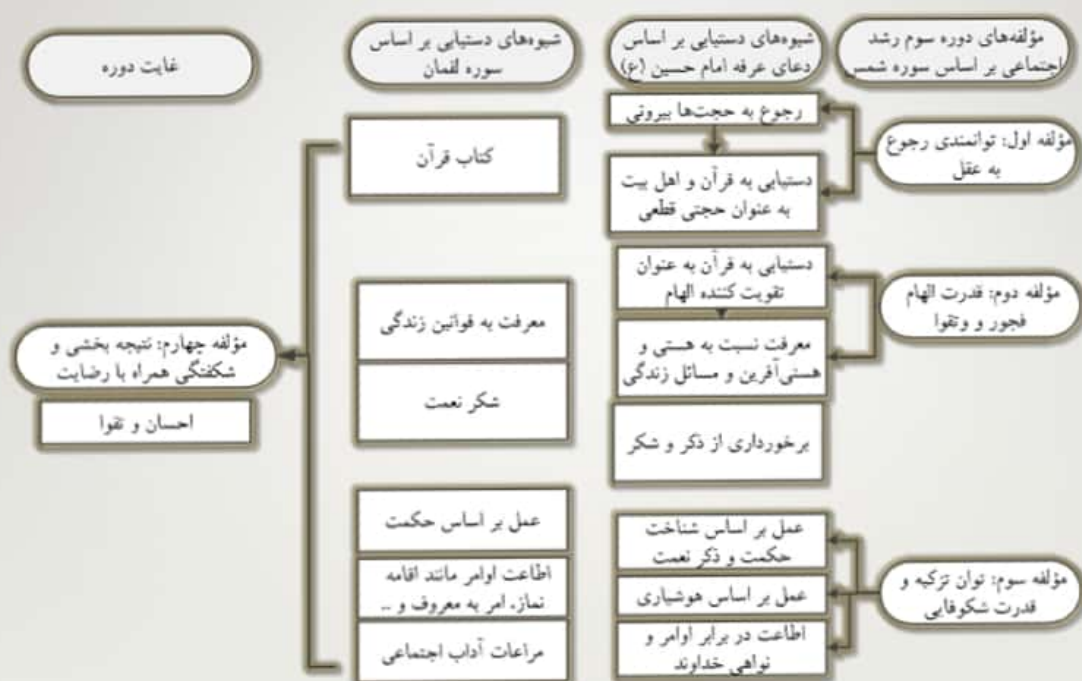 مؤلفه‌های دوره سوم رشد
اجتماعی بر اساس سوره شمس
شیوه‌های دستیابی بر اساس
دعای عرفه امام حسین (ع)
شیوه‌های دستیابی بر اساس
سوره لقمان
غایت دوره
مؤلفه اول: توانمندی رجوع
به عقل
رجوع به حجت‌ها بیرونی
دستیابی به قرآن و اهل بیت
به عنوان حجتی قطعی
کتاب قرآن
مؤلفه دوم: قدرت الهام
فجور و وتقوا
دستیابی به قرآن به عنوان
تقویت کننده الهام
معرفت نسبت به هستی و
هستی‌آفرین و مسائل زندگی
برخورداری از ذکر و شکر
معرفت به قوانین زندگی
شکر نعمت
مؤلفه سوم: توان تزکیه و
قدرت شکوفایی
عمل بر اساس شناخت
حکمت و ذکر نعمت
عمل بر اساس هوشیاری
اطاعت در برابر اوامر و
نواهی خداوند
عمل بر اساس حکمت
اطاعت اوامر مانند اقامه
نماز. امر به معروف و ..
مراعات آداب اجتماعی
مؤلفه چهارم: نتیجه بخشی و
شکفتگی همراه با رضایت
احسان و تقوا